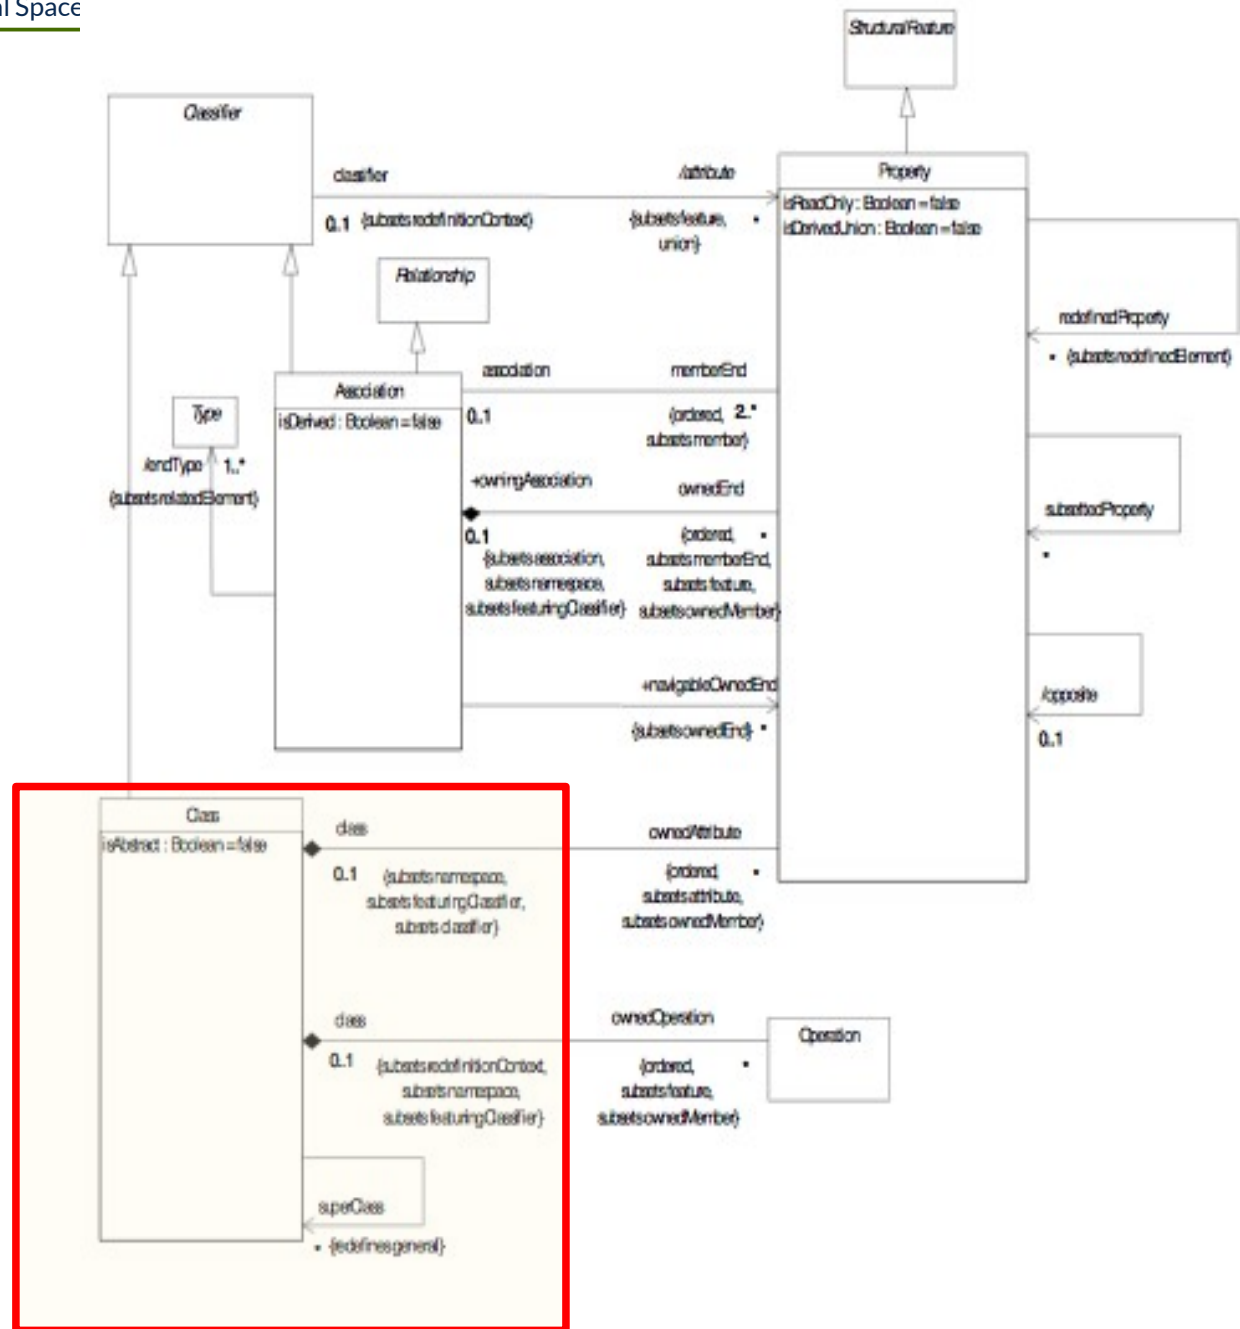 al Space
StructuralFeature
Classifier
classifier
/attribute
0..1
{subsets redefinitionContext}
{subsets feature,
union}
*
Property
isReadOnly : Boolean = false
isDerivedUnion : Boolean = false
Relationship
redefinedProperty
* {subsets redefinedElement}
association
memberEnd
Association
isDerived : Boolean = false
0..1
{ordered,
subsets member}
2..*
Type
/endType
1..*
{subsets relatedElement}
+owningAssociation
ownedEnd
0..1
{subsets association,
subsets namespace,
subsets featuringClassifier}
{ordered,
subsets memberEnd,
subsets feature,
subsets ownedMember}
*
subsettedProperty
*
+navigableOwnedEnd
{subsets ownedEnd} *
/opposite
0..1
Class
isAbstract : Boolean = false
class
ownedAttribute
0..1
{subsets namespace,
subsets featuringClassifier,
subsets classifier}
{ordered,
subsets attribute,
subsets ownedMember}
*
class
ownedOperation
0..1
{subsets redefinitionContext,
subsets namespace,
subsets featuringClassifier}
{ordered,
subsets feature,
subsets ownedMember}
*
Operation
superClass
* {redefines general}